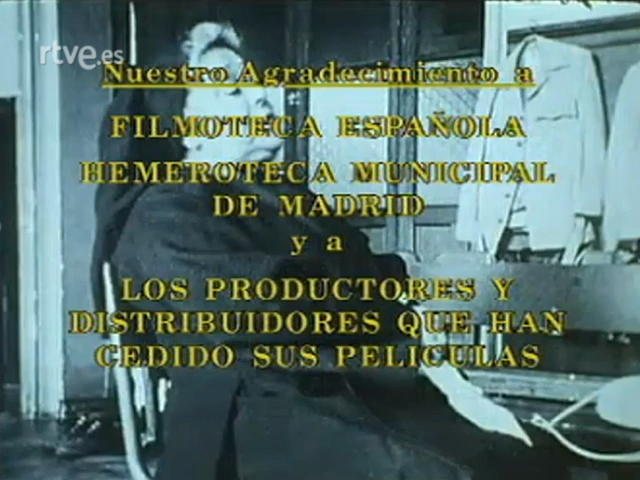 rtve.es
Nuestro Agradecimiento a
FILMOTECA ESPAÑOLA
HEMEROTECA MUNICIPAL
DE MADRID
y a
LOS PRODUCTORES Y
DISTRIBUIDORES QUE HAN
CEDIDO SUS PELICULAS